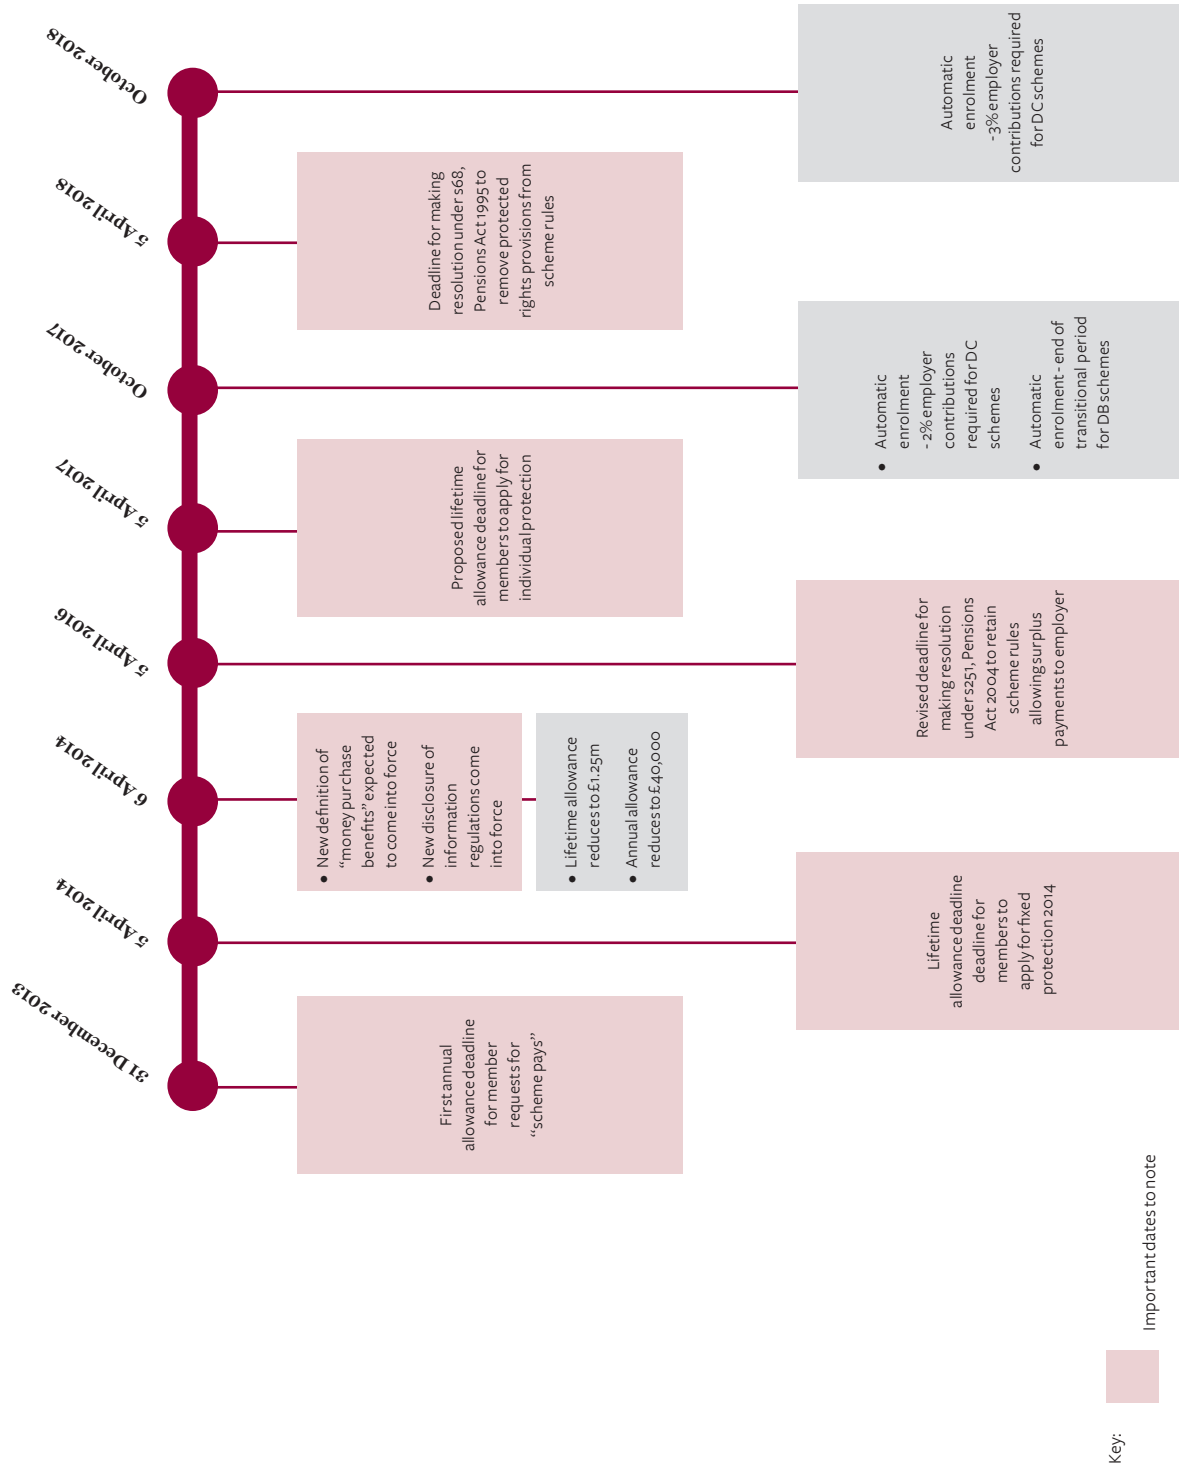 31 December 2013
5 April 2014
6 April 2014
5 April 2016
5 April 2017
October 2017
5 April 2018
October 2018
First annual
allowance deadline
for member
requests for
“scheme pays”
Lifetime
allowance deadline
deadline for
members to
apply for fixed
protection 2014
• New definition of
“money purchase
benefits” expected
to come into force
• New disclosure of
information
regulations come
into force
• Lifetime allowance
reduces to £1.25m
• Annual allowance
reduces to £40,000
Revised deadline for
making resolution
under s251, Pensions
Act 2004 to retain
scheme rules
allowing surplus
payments to employer
Proposed lifetime
allowance deadline for
members to apply for
individual protection
• Automatic
enrolment
- 2% employer
contributions
required for DC
schemes
• Automatic
enrolment - end of
transitional period
for DB schemes
Deadline for making
resolution under s68,
Pensions Act 1995 to
remove protected
rights provisions from
scheme rules
Automatic
enrolment
-3% employer
contributions required
for DC schemes
Key:
Important dates to note